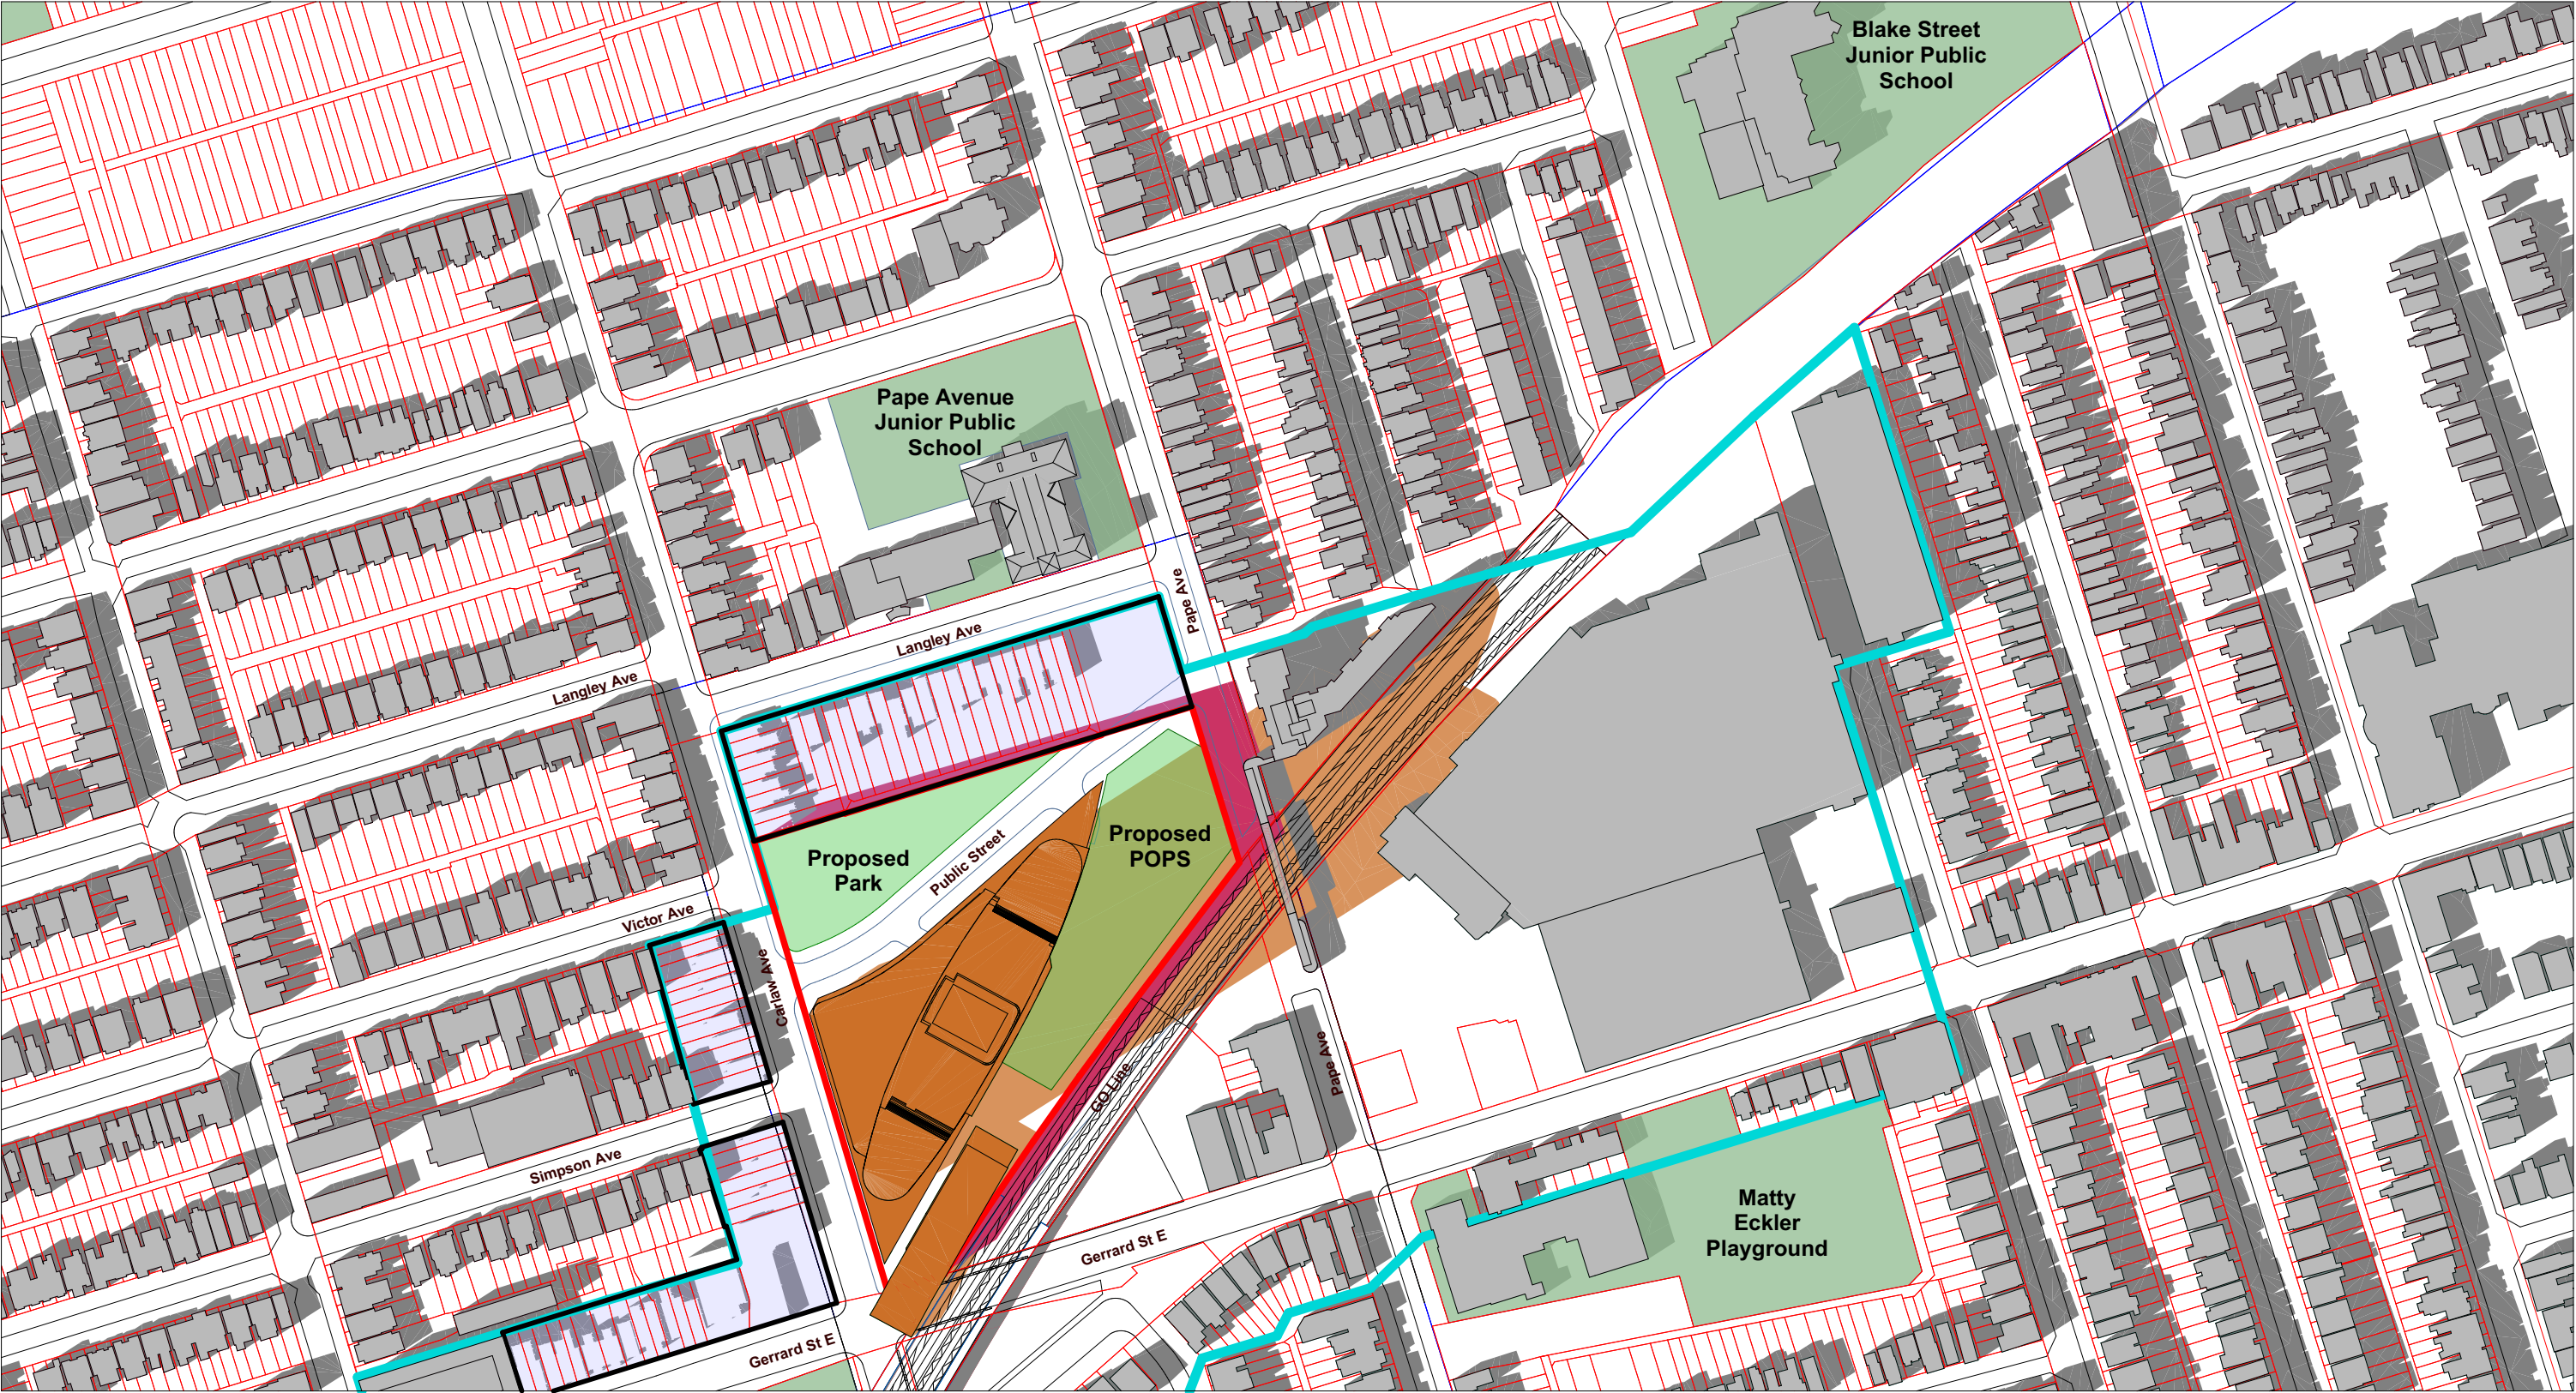 Blake Street
Junior Public
School
Pape Avenue
Junior Public
School
Pape Ave
Langley Ave
Langley Ave
Proposed
POPS
Proposed
Park
Public Street
Victor Ave
Carlaw Ave
Pape Ave
GO Line
Simpson Ave
Matty
Eckler
Playground
Gerrard St E
Gerrard St E